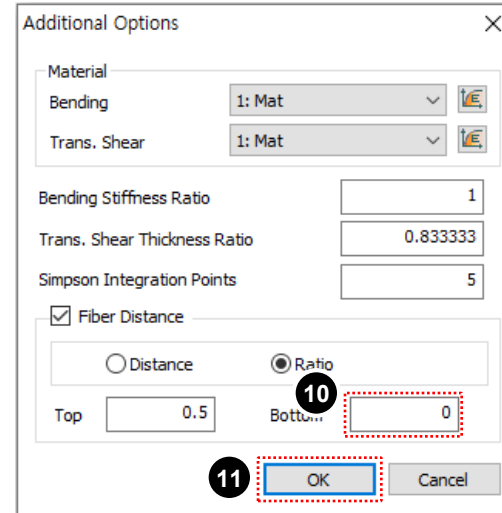 Additional Options
Material
Bending 1: Mat
Trans. Shear 1: Mat
Bending Stiffness Ratio 1
Trans. Shear Thickness Ratio 0.833333
Simpson Integration Points 5
Fiber Distance
Distance Ratio
10
Top 0.5 Bottom 0
11 OK Cancel